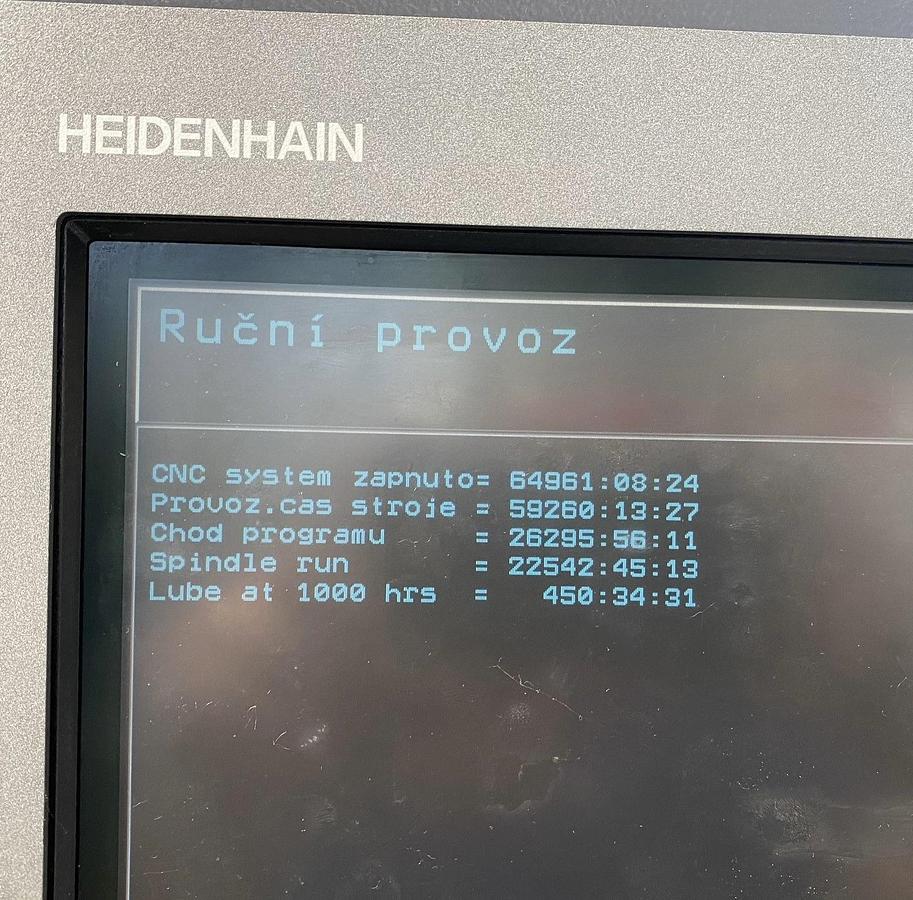 HEIDENHAIN
Ruční provoz
CNC system zapnuto= 64961:08:24
Provoz.cas stroje = 59260:13:27
Chod programu = 26295:56:11
Spindle run = 22542:45:13
Lube at 1000 hrs = 450:34:31